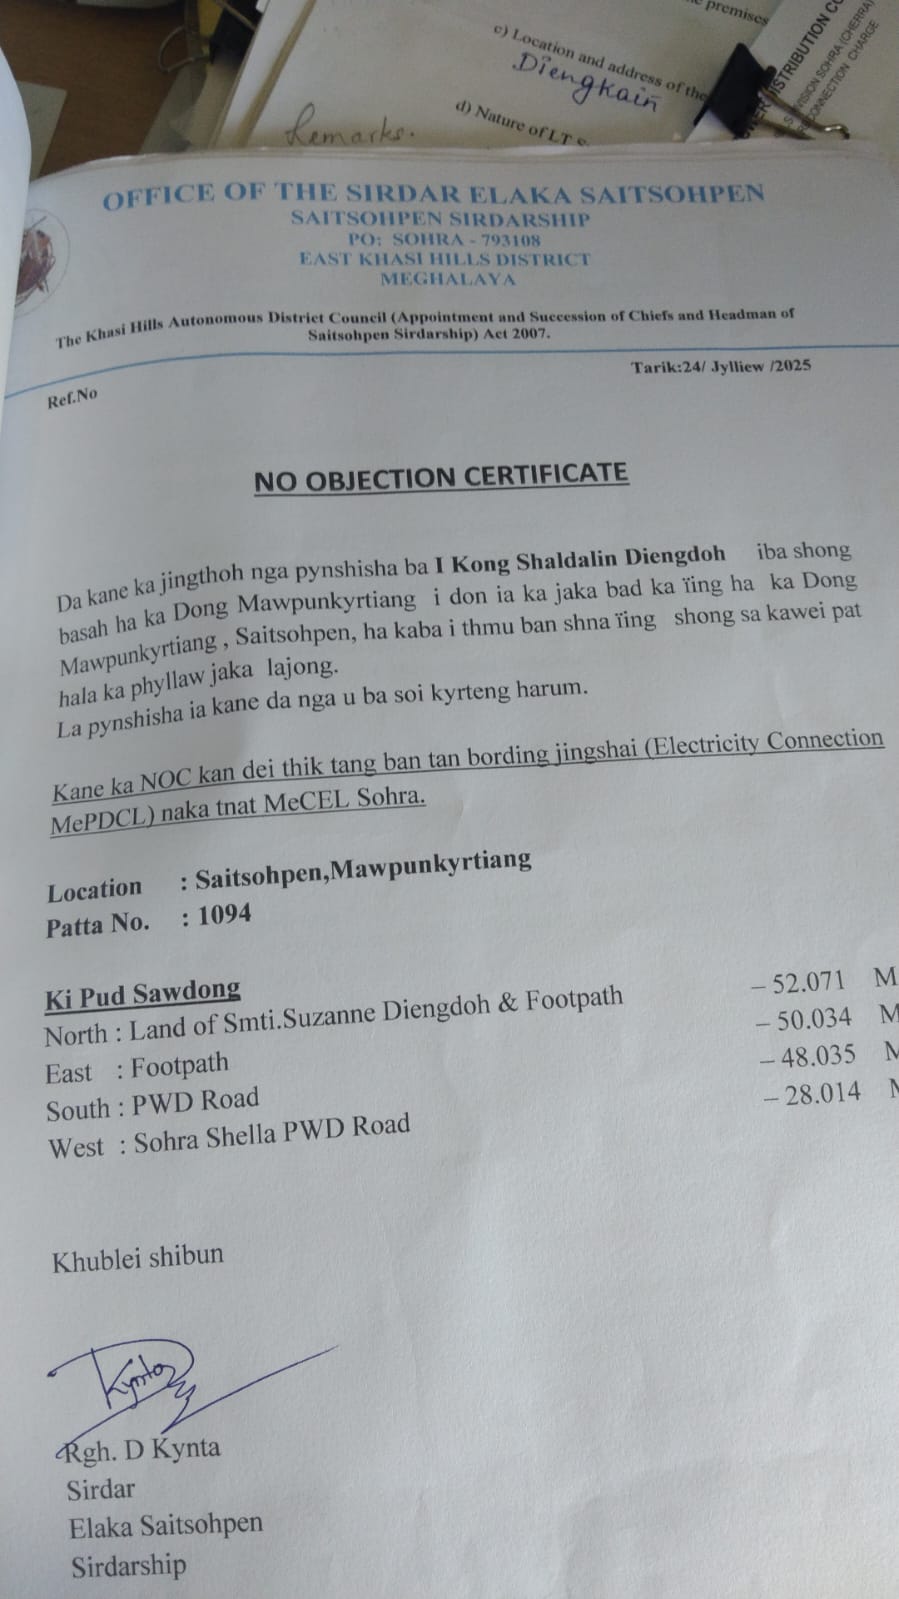 premises
c) Location and address of the
Diengkain
d) Nature of LT
Remarks.
DISTRIBUTION
SOHRA (CHERRA)
RECONNECTION CHARGE
OFFICE OF THE SIRDAR ELAKA SAITSOHPEN
SAITSOHPEN SIRDARSHIP
PO: SOHRA - 793108
EAST KHASI HILLS DISTRICT
MEGHALAYA
The Khasi Hills Autonomous District Council (Appointment and Succession of Chiefs and Headman of
Saitsohpen Sirdarship) Act 2007.
Tarik:24/ Jylliew /2025
Ref.No
NO OBJECTION CERTIFICATE
Da kane ka jingthoh nga pynshisha ba I Kong Shaldalin Diengdoh iba shong
basah ha ka Dong Mawpunkyrtiang i don ia ka jaka bad ka ïing ha ka Dong
Mawpunkyrtiang , Saitsohpen, ha kaba i thmu ban shna ïing shong sa kawei pat
hala ka phyllaw jaka lajong.
La pynshisha ia kane da nga u ba soi kyrteng harum.
Kane ka NOC kan dei thik tang ban tan bording jingshai (Electricity Connection
MePDCL) naka tnat MeCEL Sohra.
Location : Saitsohpen,Mawpunkyrtiang
Patta No. : 1094
Ki Pud Sawdong
North : Land of Smti.Suzanne Diengdoh & Footpath – 52.071 M
East : Footpath – 50.034 M
South : PWD Road – 48.035 M
West : Sohra Shella PWD Road – 28.014 M
Khublei shibun
Kynta
Rgh. D Kynta
Sirdar
Elaka Saitsohpen
Sirdarship